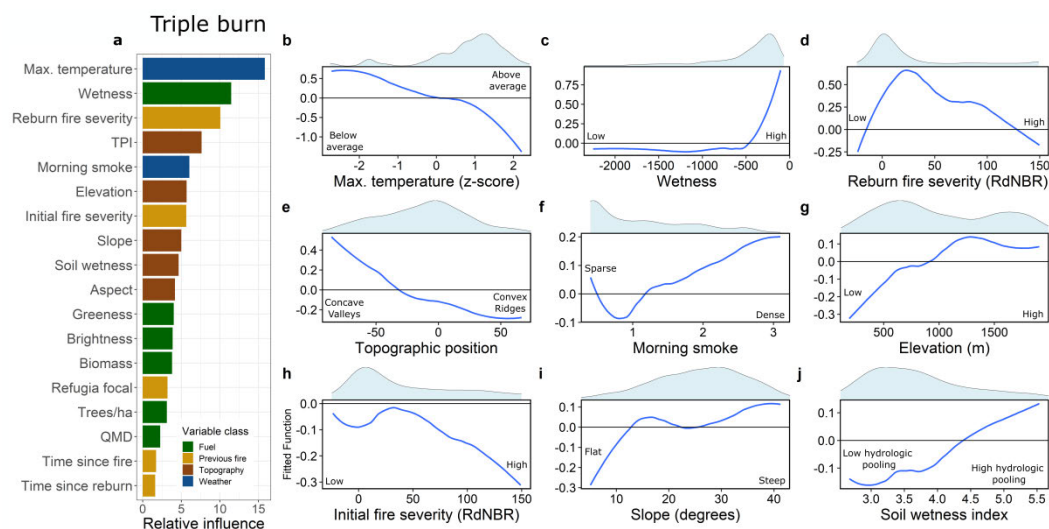 Triple burn
a
Max. temperature
Wetness
Reburn fire severity
TPI
Morning smoke
Elevation
Initial fire severity
Slope
Soil wetness
Aspect
Greeness
Brightness
Biomass
Refugia focal
Trees/ha
QMD
Time since fire
Time since reburn
Variable class
Fuel
Previous fire
Topography
Weather
0 5 10 15
Relative influence
b
0.5
0.0
-0.5
-1.0
Above
average
Below
average
-2 -1 0 1 2
Max. temperature (z-score)
c
0.75
0.50
0.25
0.00
Low High
-2000 -1500 -1000 -500 0
Wetness
d
0.50
0.25
0.00
-0.25
Low High
0 50 100 150
Reburn fire severity (RdNBR)
e
0.4
0.2
0.0
-0.2
Concave
Valleys
Convex
Ridges
-50 0 50
Topographic position
f
0.2
0.1
0.0
-0.1
Sparse
Dense
1 2 3
Morning smoke
g
0.1
0.0
-0.1
-0.2
-0.3
Low
High
500 1000 1500
Elevation (m)
h
Fitted Function
0.0
-0.1
-0.2
-0.3
Low
High
0 50 100 150
Initial fire severity (RdNBR)
i
0.1
0.0
-0.1
-0.2
-0.3
Flat
Steep
10 20 30 40
Slope (degrees)
j
0.1
0.0
-0.1
Low hydrologic
pooling
High hydrologic
pooling
3.0 3.5 4.0 4.5 5.0 5.5
Soil wetness index